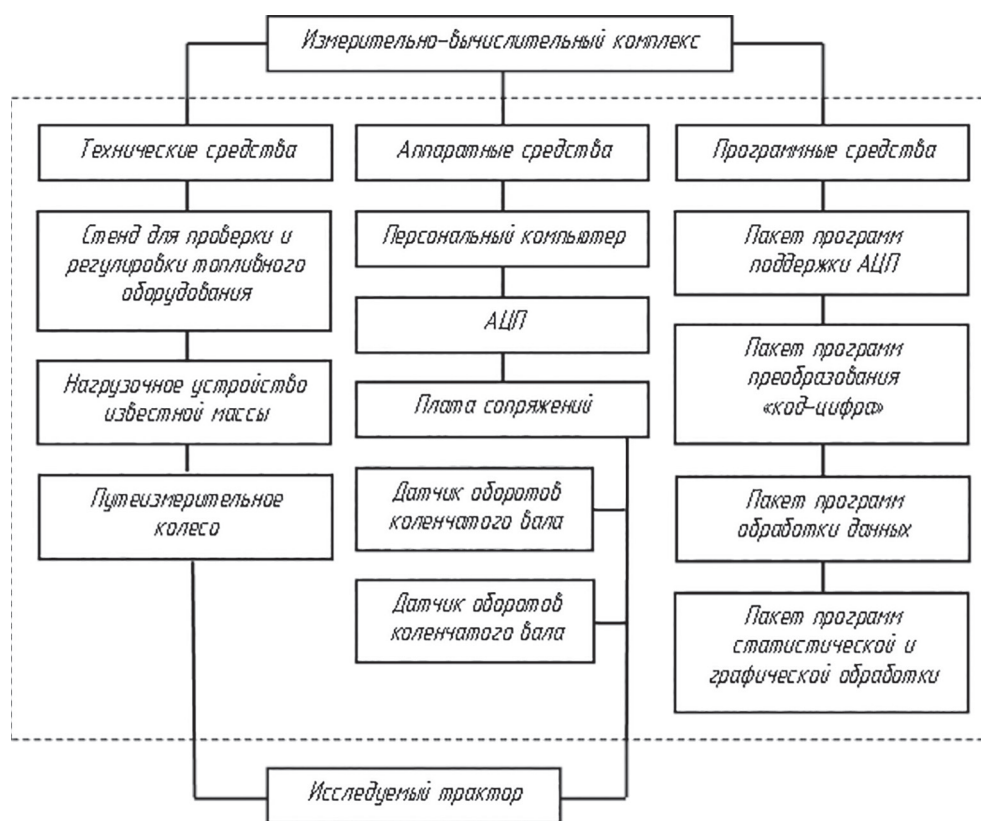 Измерительно-вычислительный комплекс
Технические средства
Стенд для проверки и
регулировки топливного
оборудования
Нагрузочное устройство
известной массы
Путеизмерительное
колесо
Аппаратные средства
Персональный компьютер
АЦП
Плата сопряжений
Датчик оборотов
коленчатого вала
Датчик оборотов
коленчатого вала
Программные средства
Пакет программ
поддержки АЦП
Пакет программ
преобразования
«код-цифра»
Пакет программ
обработки данных
Пакет программ
статистической и
графической обработки
Исследуемый трактор